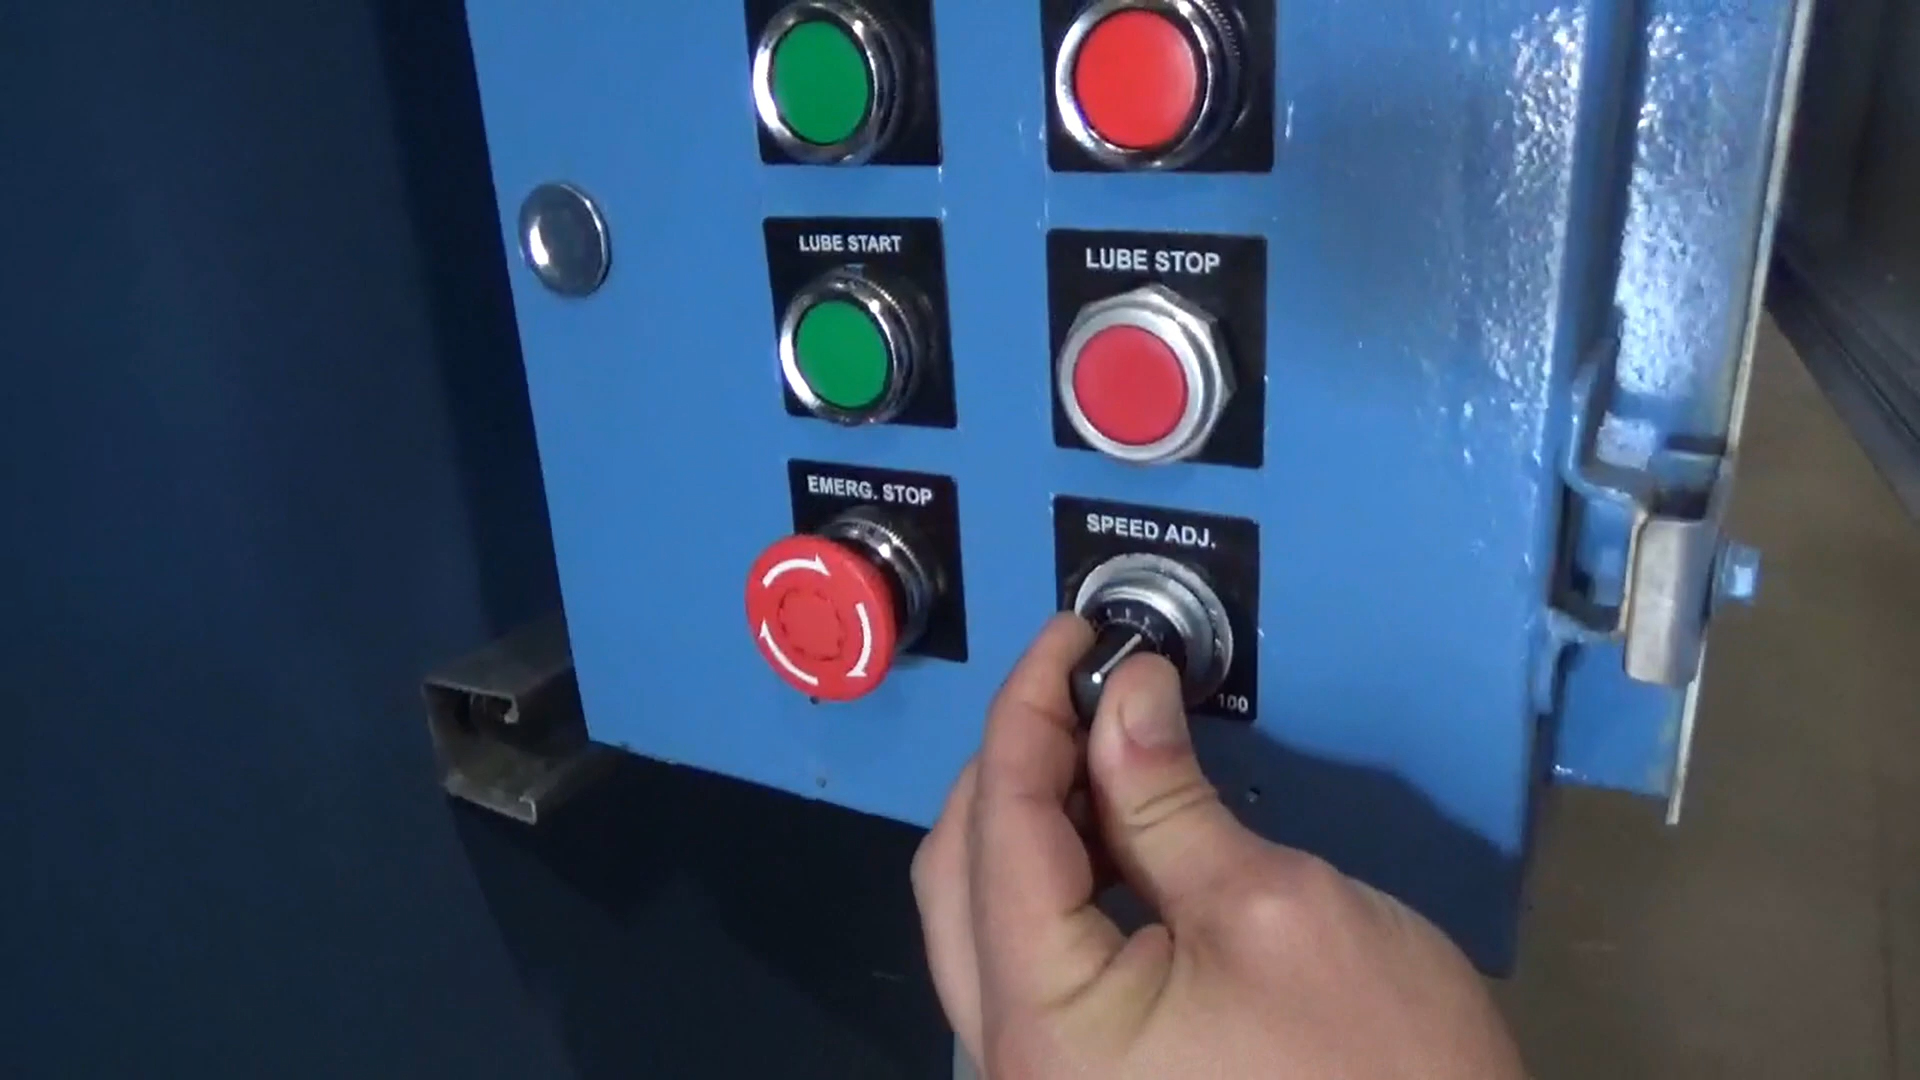 LUBE START
LUBE STOP
EMERG. STOP
SPEED ADJ.
100